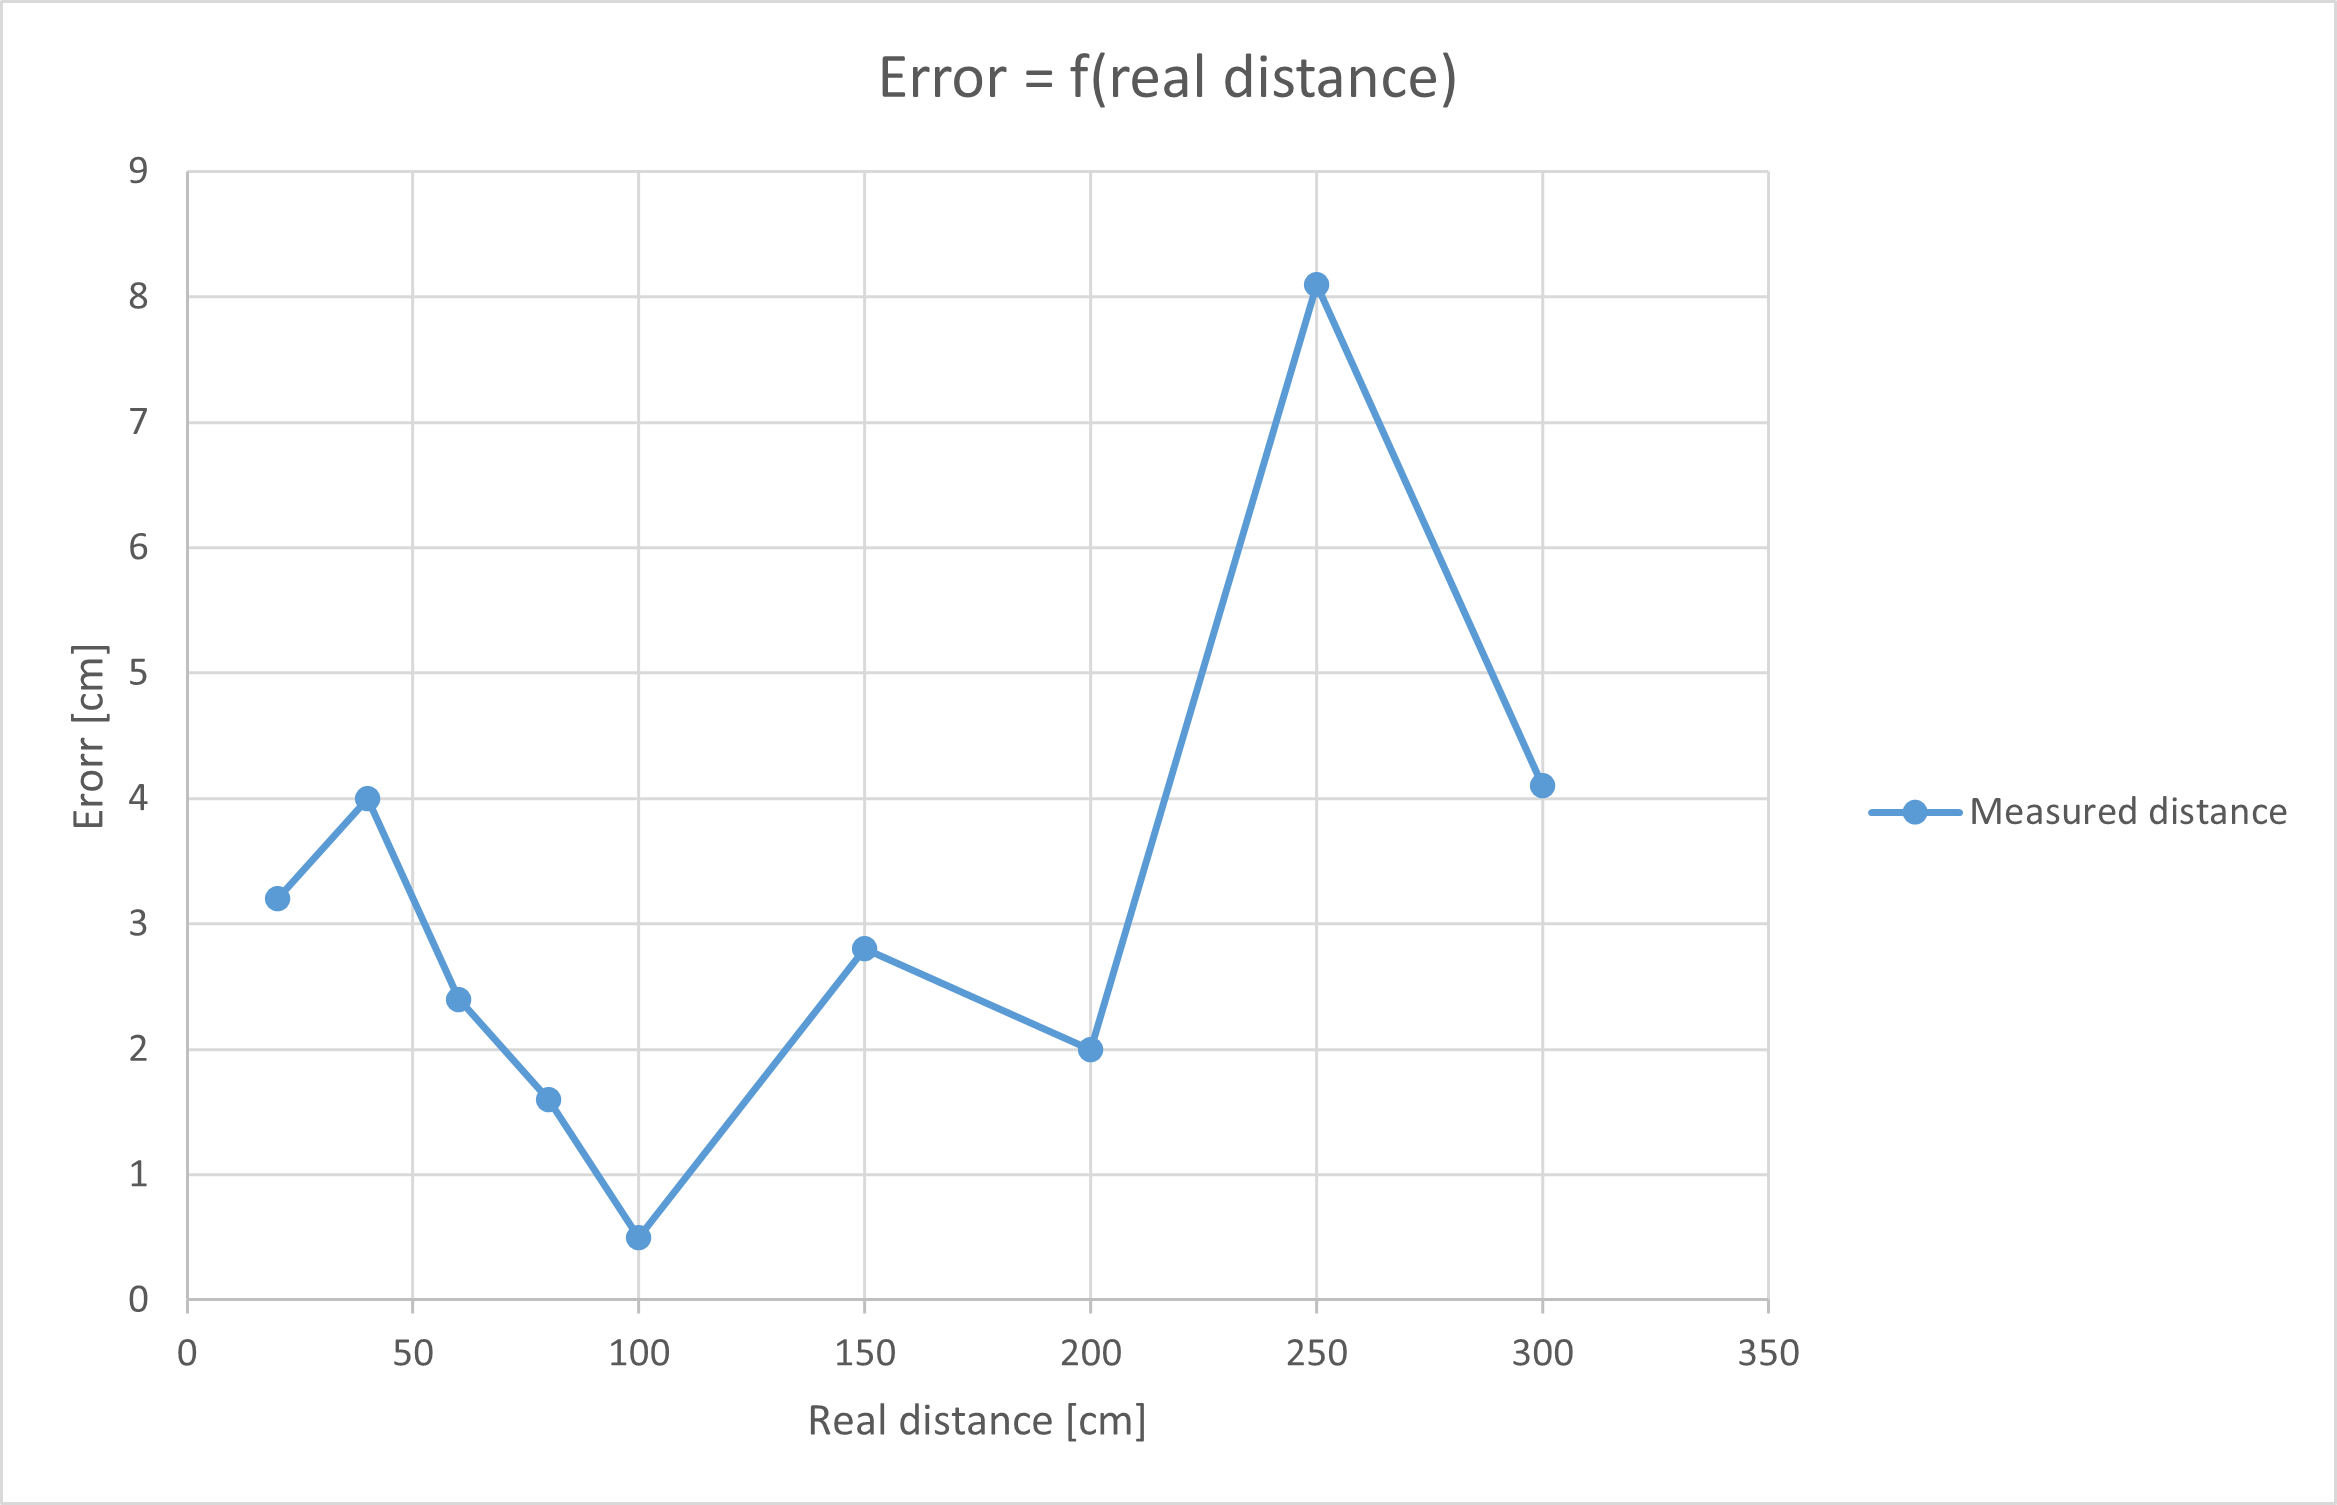 Error = f(real distance)
9
8
7
6
5
4
3
2
1
0
Erorr [cm]
0 50 100 150 200 250 300 350
Real distance [cm]
Measured distance